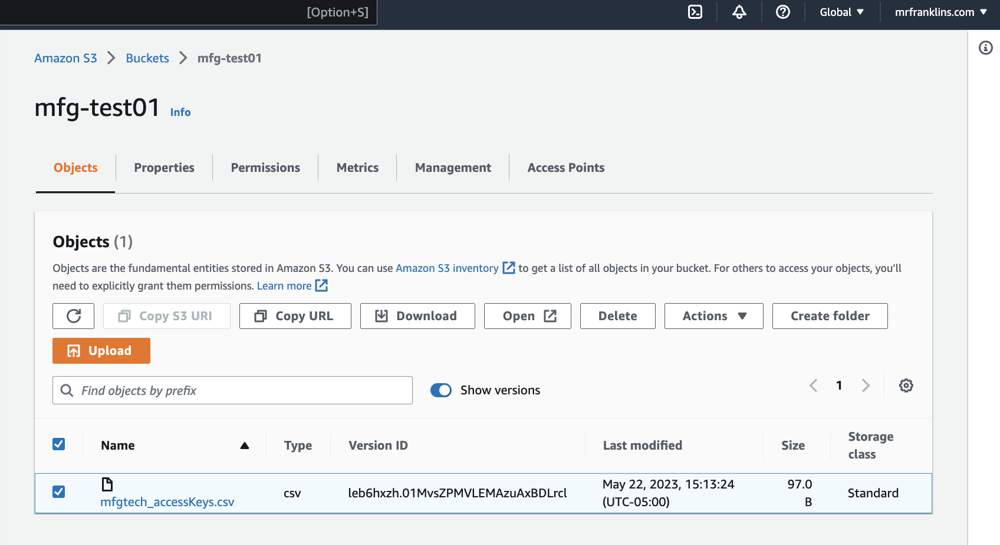 [Option+S] Global mrfranklins.com
Amazon S3 Buckets mfg-test01
mfg-test01 Info
Objects Properties Permissions Metrics Management Access Points
Objects (1)
Objects are the fundamental entities stored in Amazon S3. You can use Amazon S3 inventory to get a list of all objects in your bucket. For others to access your objects, you’ll
need to explicitly grant them permissions. Learn more
Copy S3 URI Copy URL Download Open Delete Actions Create folder
Upload
Find objects by prefix Show versions 1
Name Type Version ID Last modified Size Storage
class
mfgtech_accessKeys.csv csv leb6hxzh.01MvsZPMVLEMAzuAxBDLrcl May 22, 2023, 15:13:24 97.0 Standard
(UTC-05:00) B